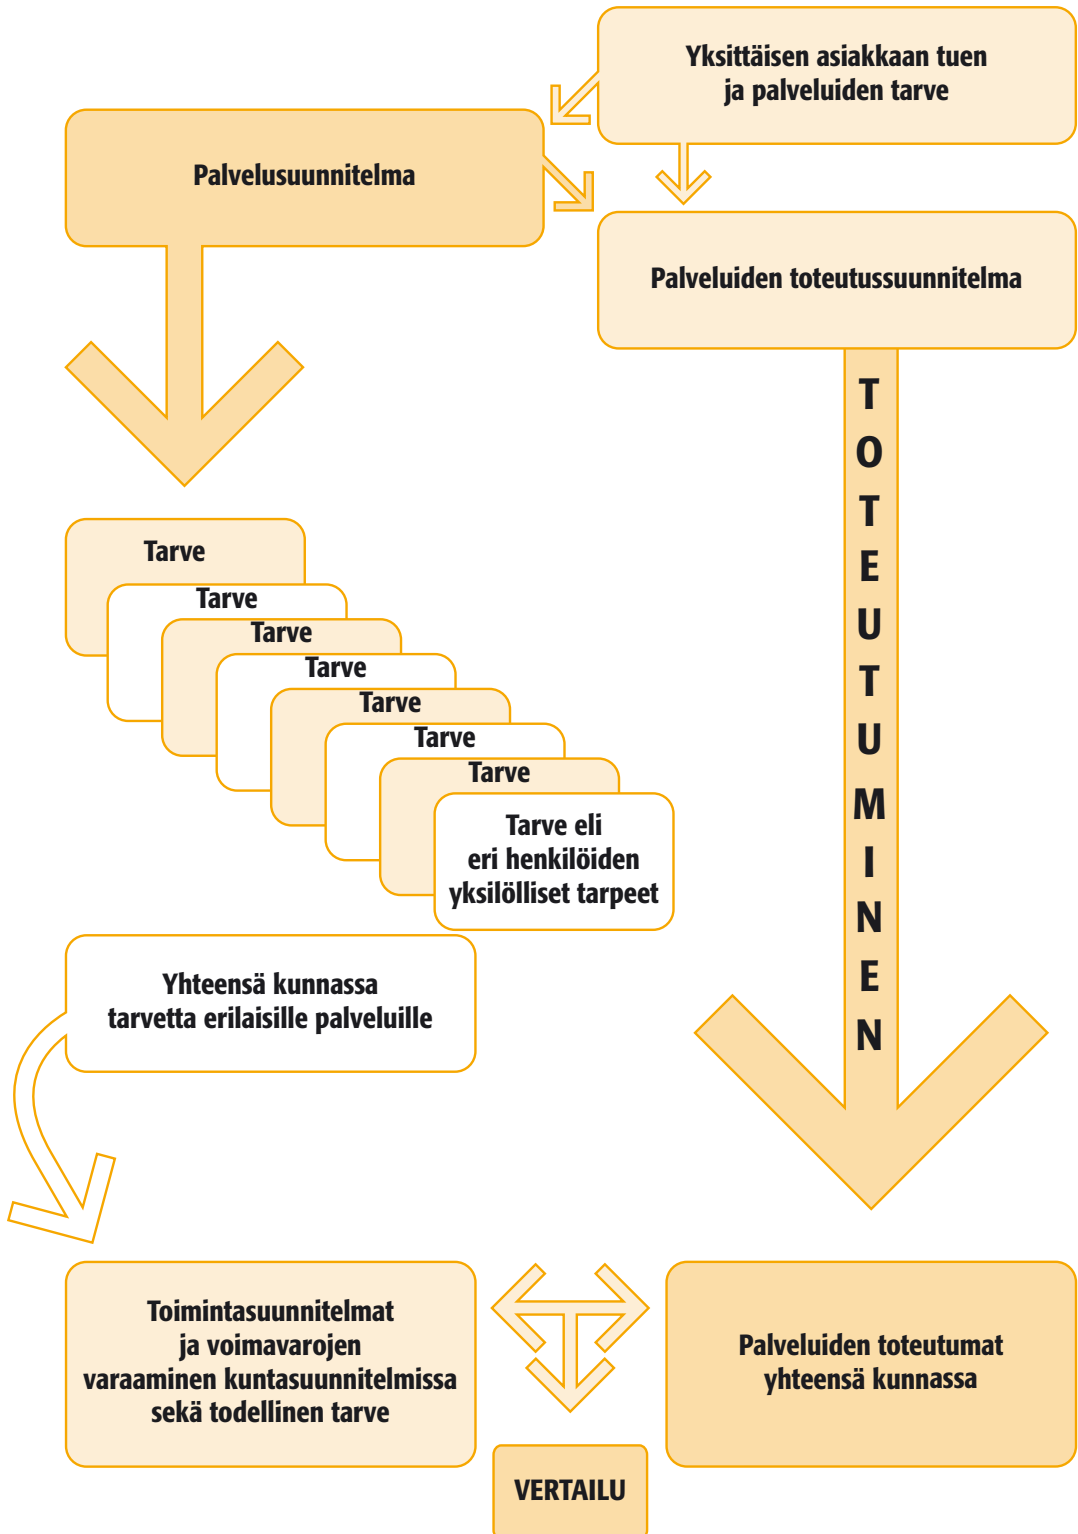 Yksittäisen asiakkaan tuen
ja palveluiden tarve
Palvelusuunnitelma
Palveluiden toteutussuunnitelma
TOTEUTUMINEN
Tarve
Tarve
Tarve
Tarve
Tarve
Tarve
Tarve
Tarve eli
eri henkilöiden
yksilölliset tarpeet
Yhteensä kunnassa
tarvetta erilaisille palveluille
Toimintasuunnitelmat
ja voimavarojen
varaaminen kuntasuunnitelmissa
sekä todellinen tarve
Palveluiden toteutumat
yhteensä kunnassa
VERTAILU